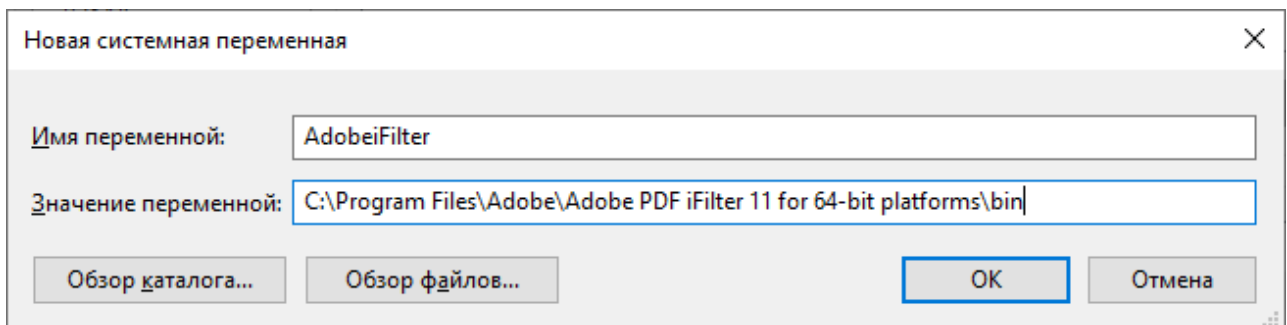 Новая системная переменная
Имя переменной: AdobeiFilter
Значение переменной: C:\Program Files\Adobe\Adobe PDF iFilter 11 for 64-bit platforms\bin
Обзор каталога... Обзор файлов... OK Отмена